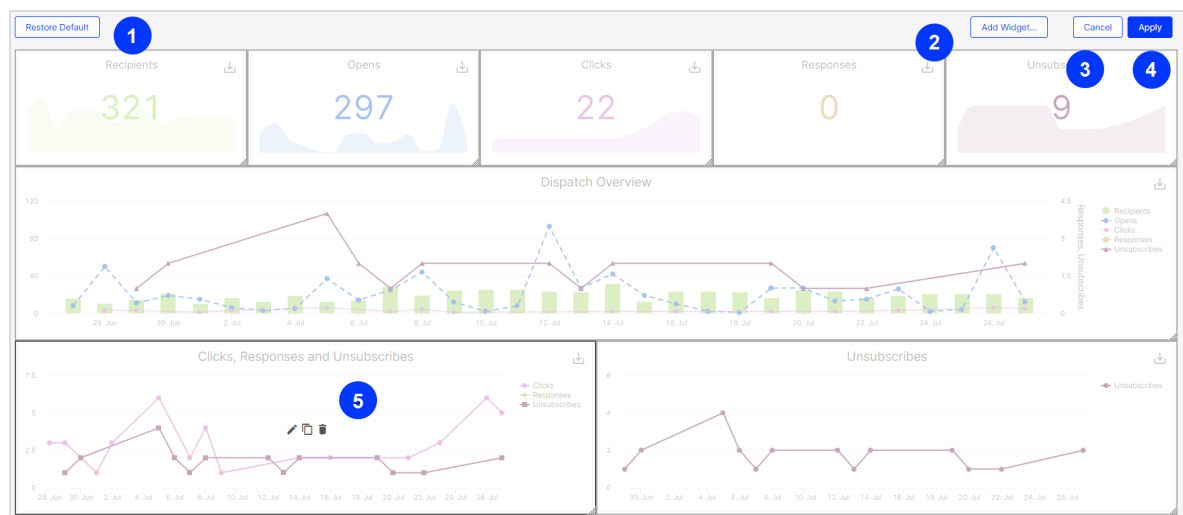 Restore Default
1
2
Add Widget...
Cancel
Apply
3
4
Recipients
321
Opens
297
Clicks
22
Responses
0
Unsubs
9
Dispatch Overview
120
80
40
0
4.5
3
1.5
0
Responses, Unsubscribes
Recipients
Opens
Clicks
Responses
Unsubscribes
28. Jun 30. Jun 2. Jul 4. Jul 6. Jul 8. Jul 10. Jul 12. Jul 14. Jul 16. Jul 18. Jul 20. Jul 22. Jul 24. Jul 26. Jul
Clicks, Responses and Unsubscribes
7.5
5
2.5
0
5
Clicks
Responses
Unsubscribes
28. Jun 30. Jun 2. Jul 4. Jul 6. Jul 8. Jul 10. Jul 12. Jul 14. Jul 16. Jul 18. Jul 20. Jul 22. Jul 24. Jul 26. Jul
Unsubscribes
6
4
2
0
Unsubscribes
30. Jun 2. Jul 4. Jul 6. Jul 8. Jul 10. Jul 12. Jul 14. Jul 16. Jul 18. Jul 20. Jul 22. Jul 24. Jul 26. Jul